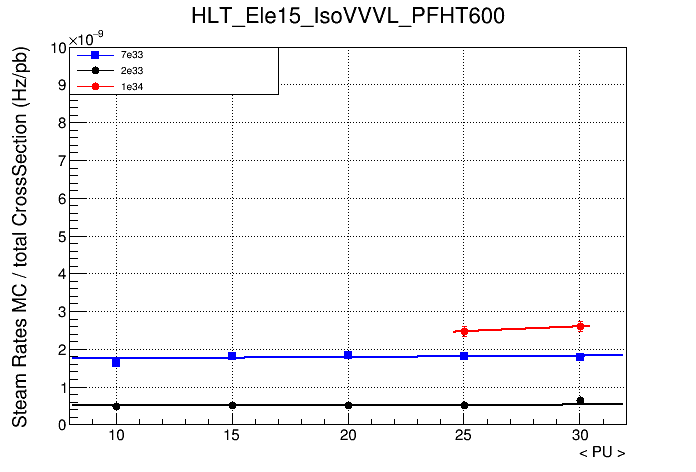 HLT_Ele15_IsoVVVL_PFHT600
×10⁻⁹
7e33
2e33
1e34
Steam Rates MC / total CrossSection (Hz/pb)
10
9
8
7
6
5
4
3
2
1
0
10 15 20 25 30
< PU >